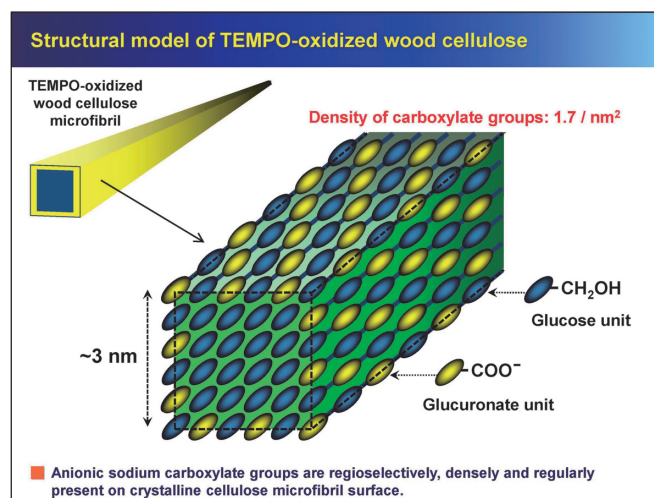 Structural model of TEMPO-oxidized wood cellulose
TEMPO-oxidized
wood cellulose
microfibril
Density of carboxylate groups: 1.7 / nm²
~3 nm
CH₂OH
Glucose unit
COO⁻
Glucuronate unit
Anionic sodium carboxylate groups are regioselectively, densely and regularly
present on crystalline cellulose microfibril surface.